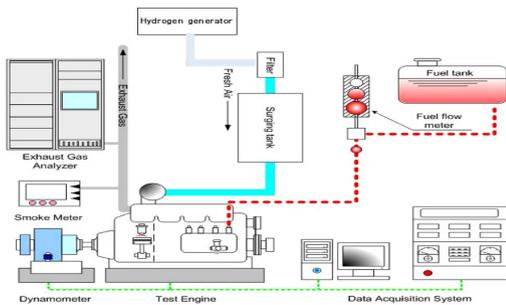 Hydrogen generator
Filter
Fresh Air
Surging tank
Exhaust Gas
Fuel tank
Fuel flow
meter
Exhaust Gas
Analyzer
Smoke Meter
Dynamometer
Test Engine
Data Acquisition System